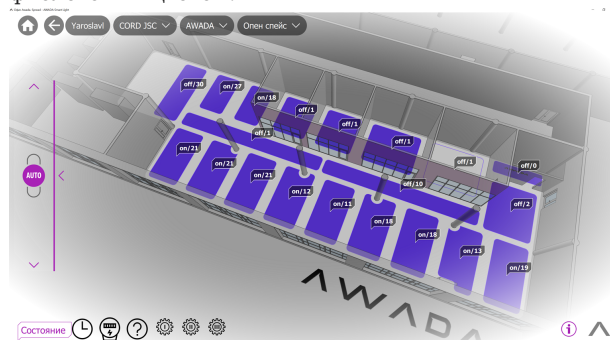 Yaroslavl
CORD JSC
AWADA
Опен спейс
off/30
on/27
on/18
off/1
off/1
off/1
off/1
off/1
off/0
on/21
on/21
on/21
on/12
off/10
off/2
on/11
on/18
on/18
on/13
on/19
AUTO
AWADA
Состояние